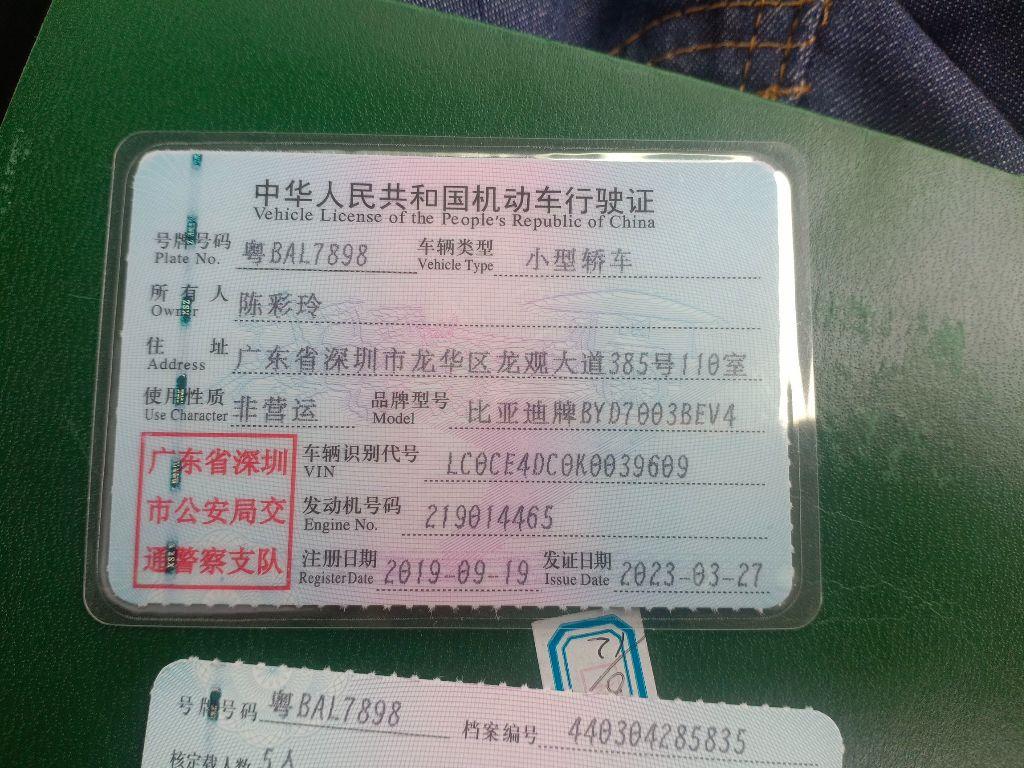 中华人民共和国机动车行驶证
Vehicle License of the People's Republic of China
号牌号码 粤BAL7898 车辆类型 小型轿车
Plate No. Vehicle Type
所有人 陈彩玲
Owner
住址 广东省深圳市龙华区龙观大道385号110室
Address
使用性质 非营运 品牌型号 比亚迪牌BYD7003BEV4
Use Character Model
广东省深圳
市公安局交
通警察支队
车辆识别代号 LC0CE4DC0K0039609
VIN
发动机号码 219014465
Engine No.
注册日期 2019-09-19 发证日期 2023-03-27
Register Date Issue Date
号牌号码 粤BAL7898 档案编号 440304285835
核定载人数 5人